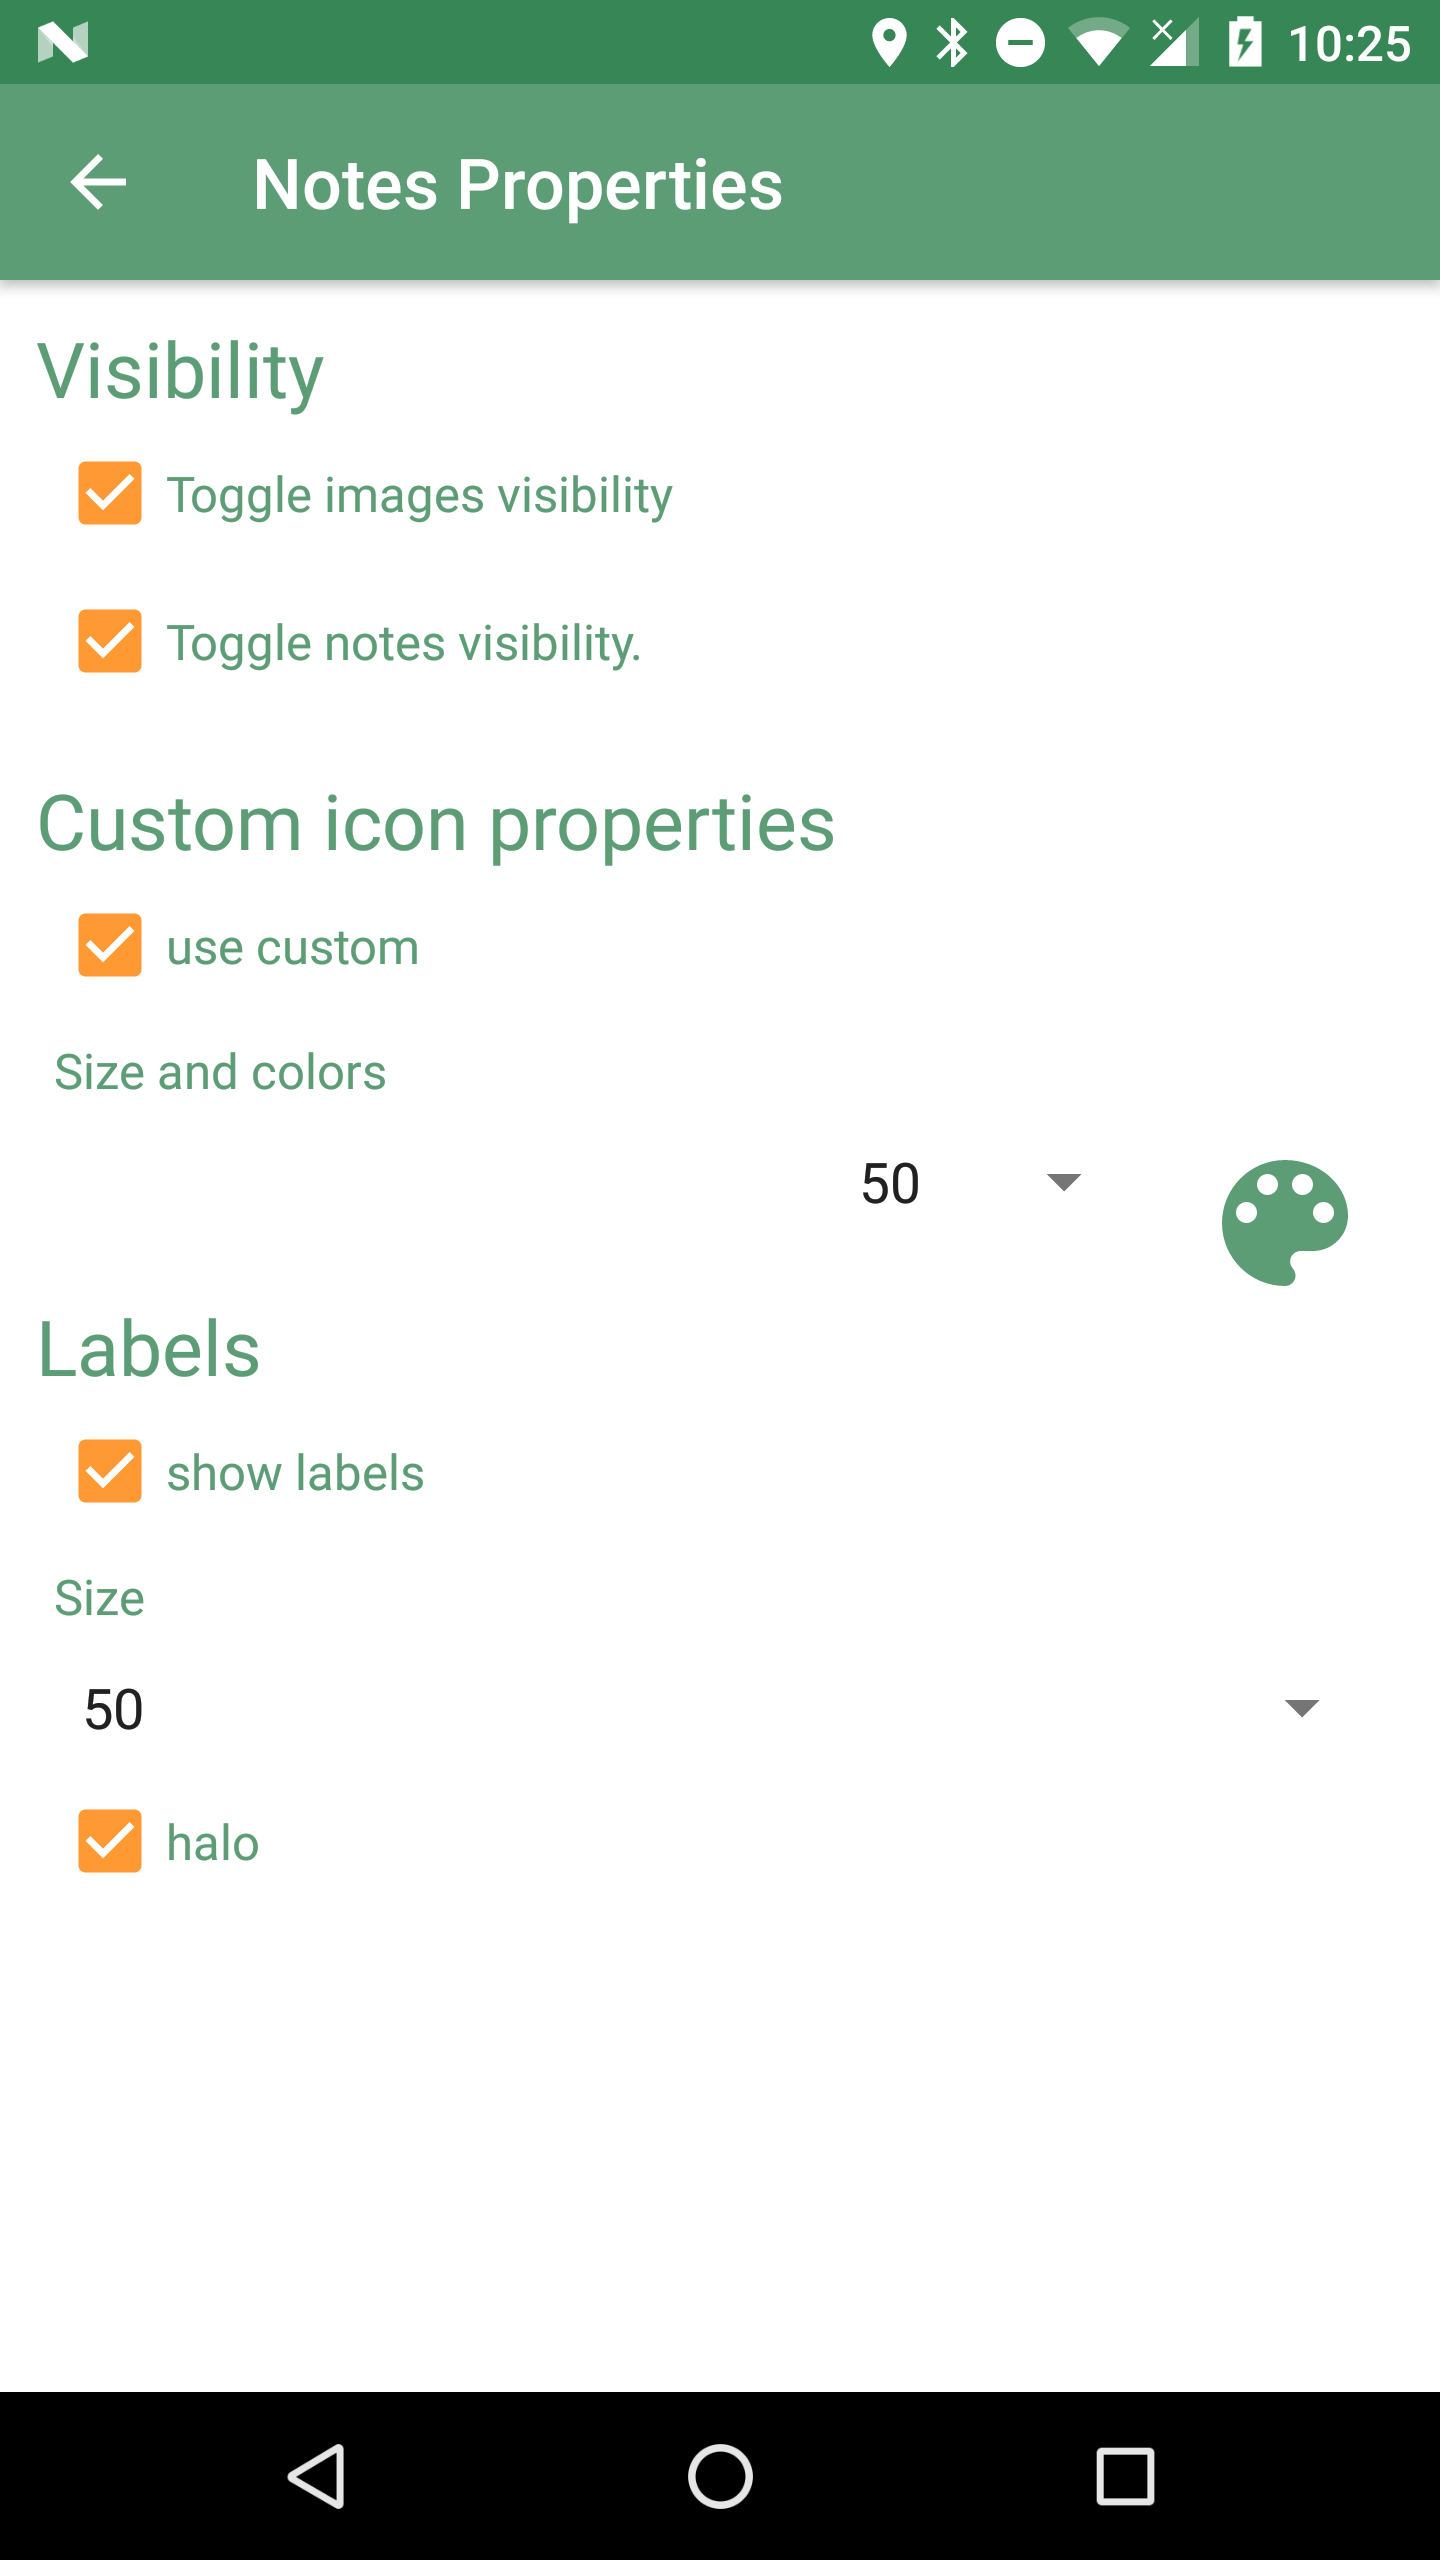 10:25
Notes Properties
Visibility
Toggle images visibility
Toggle notes visibility.
Custom icon properties
use custom
Size and colors
50
Labels
show labels
Size
50
halo